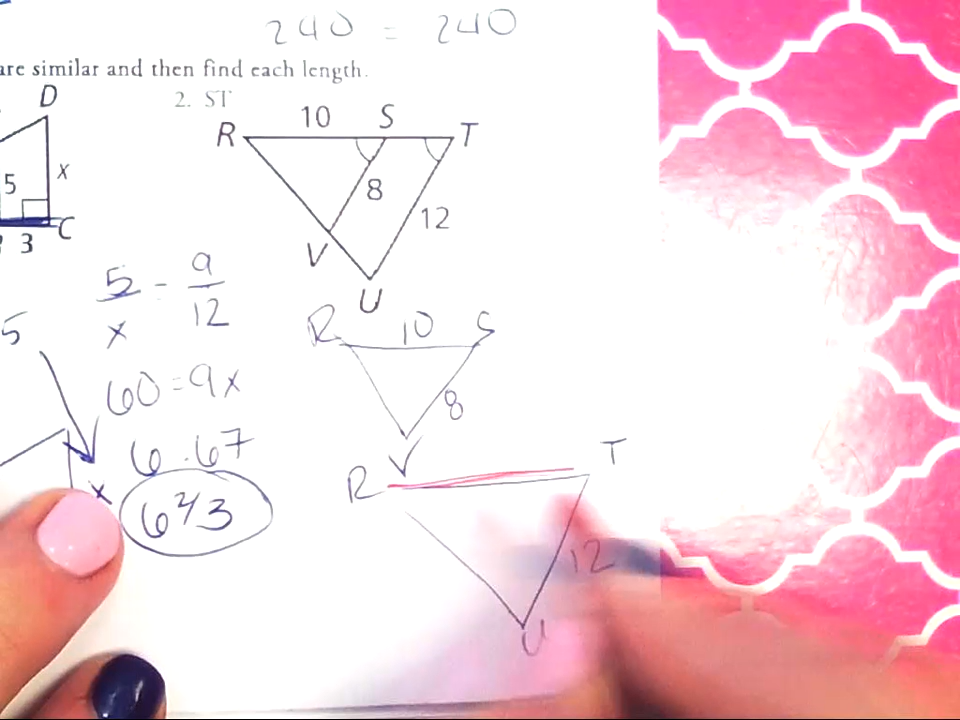 240 = 240
are similar and then find each length.
D
2. ST
10 S
R T
x
5
8
12
C
3
V
U
5/x = 9/12
R 10 S
5
60 = 9x
8
6.67
V
R T
x
6 2/3
12
U